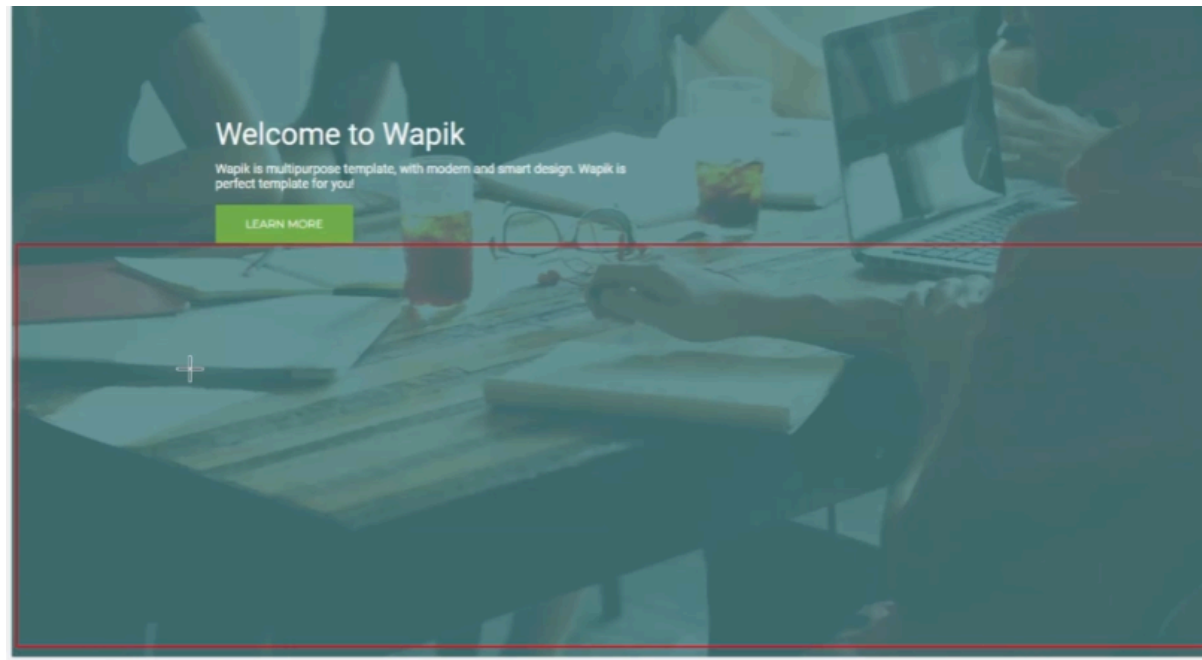 Welcome to Wapik
Wapik is multipurpose template, with modern and smart design. Wapik is
perfect template for you!
LEARN MORE